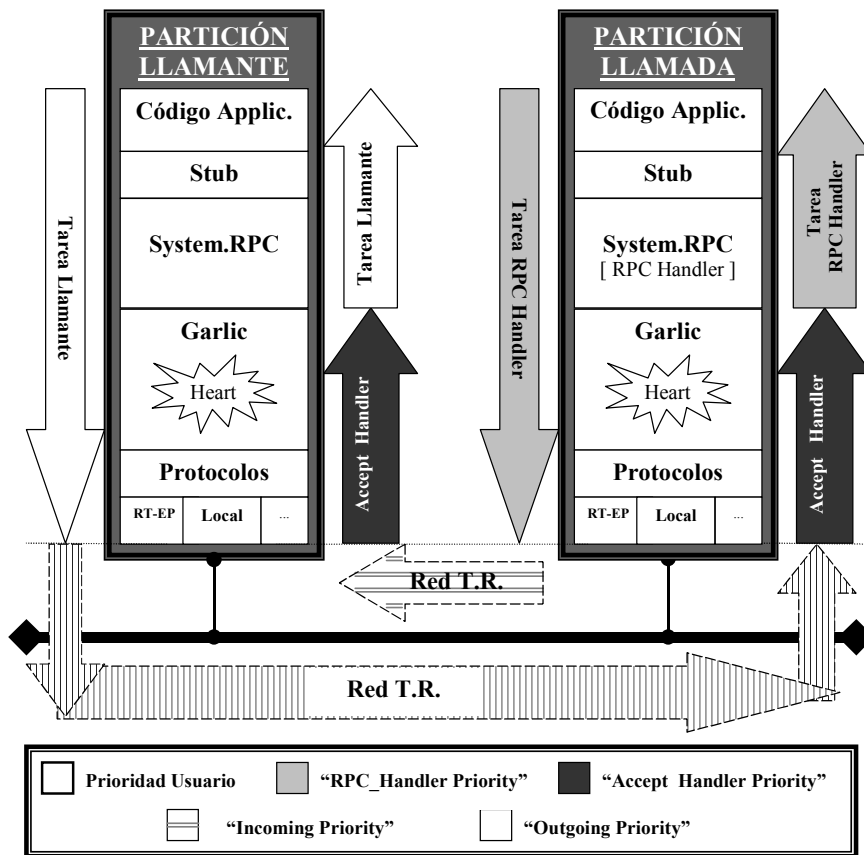 PARTICIÓN
LLAMANTE
Código Applic.
Stub
System.RPC
Garlic
Heart
Protocolos
RT-EP
Local
...
Tarea Llamante
Tarea Llamante
Accept Handler
PARTICIÓN
LLAMADA
Código Applic.
Stub
System.RPC
[ RPC Handler ]
Garlic
Heart
Protocolos
RT-EP
Local
...
Tarea RPC Handler
Tarea
RPC Handler
Accept Handler
Red T.R.
Red T.R.
Prioridad Usuario
“RPC_Handler Priority”
“Accept Handler Priority”
“Incoming Priority”
“Outgoing Priority”